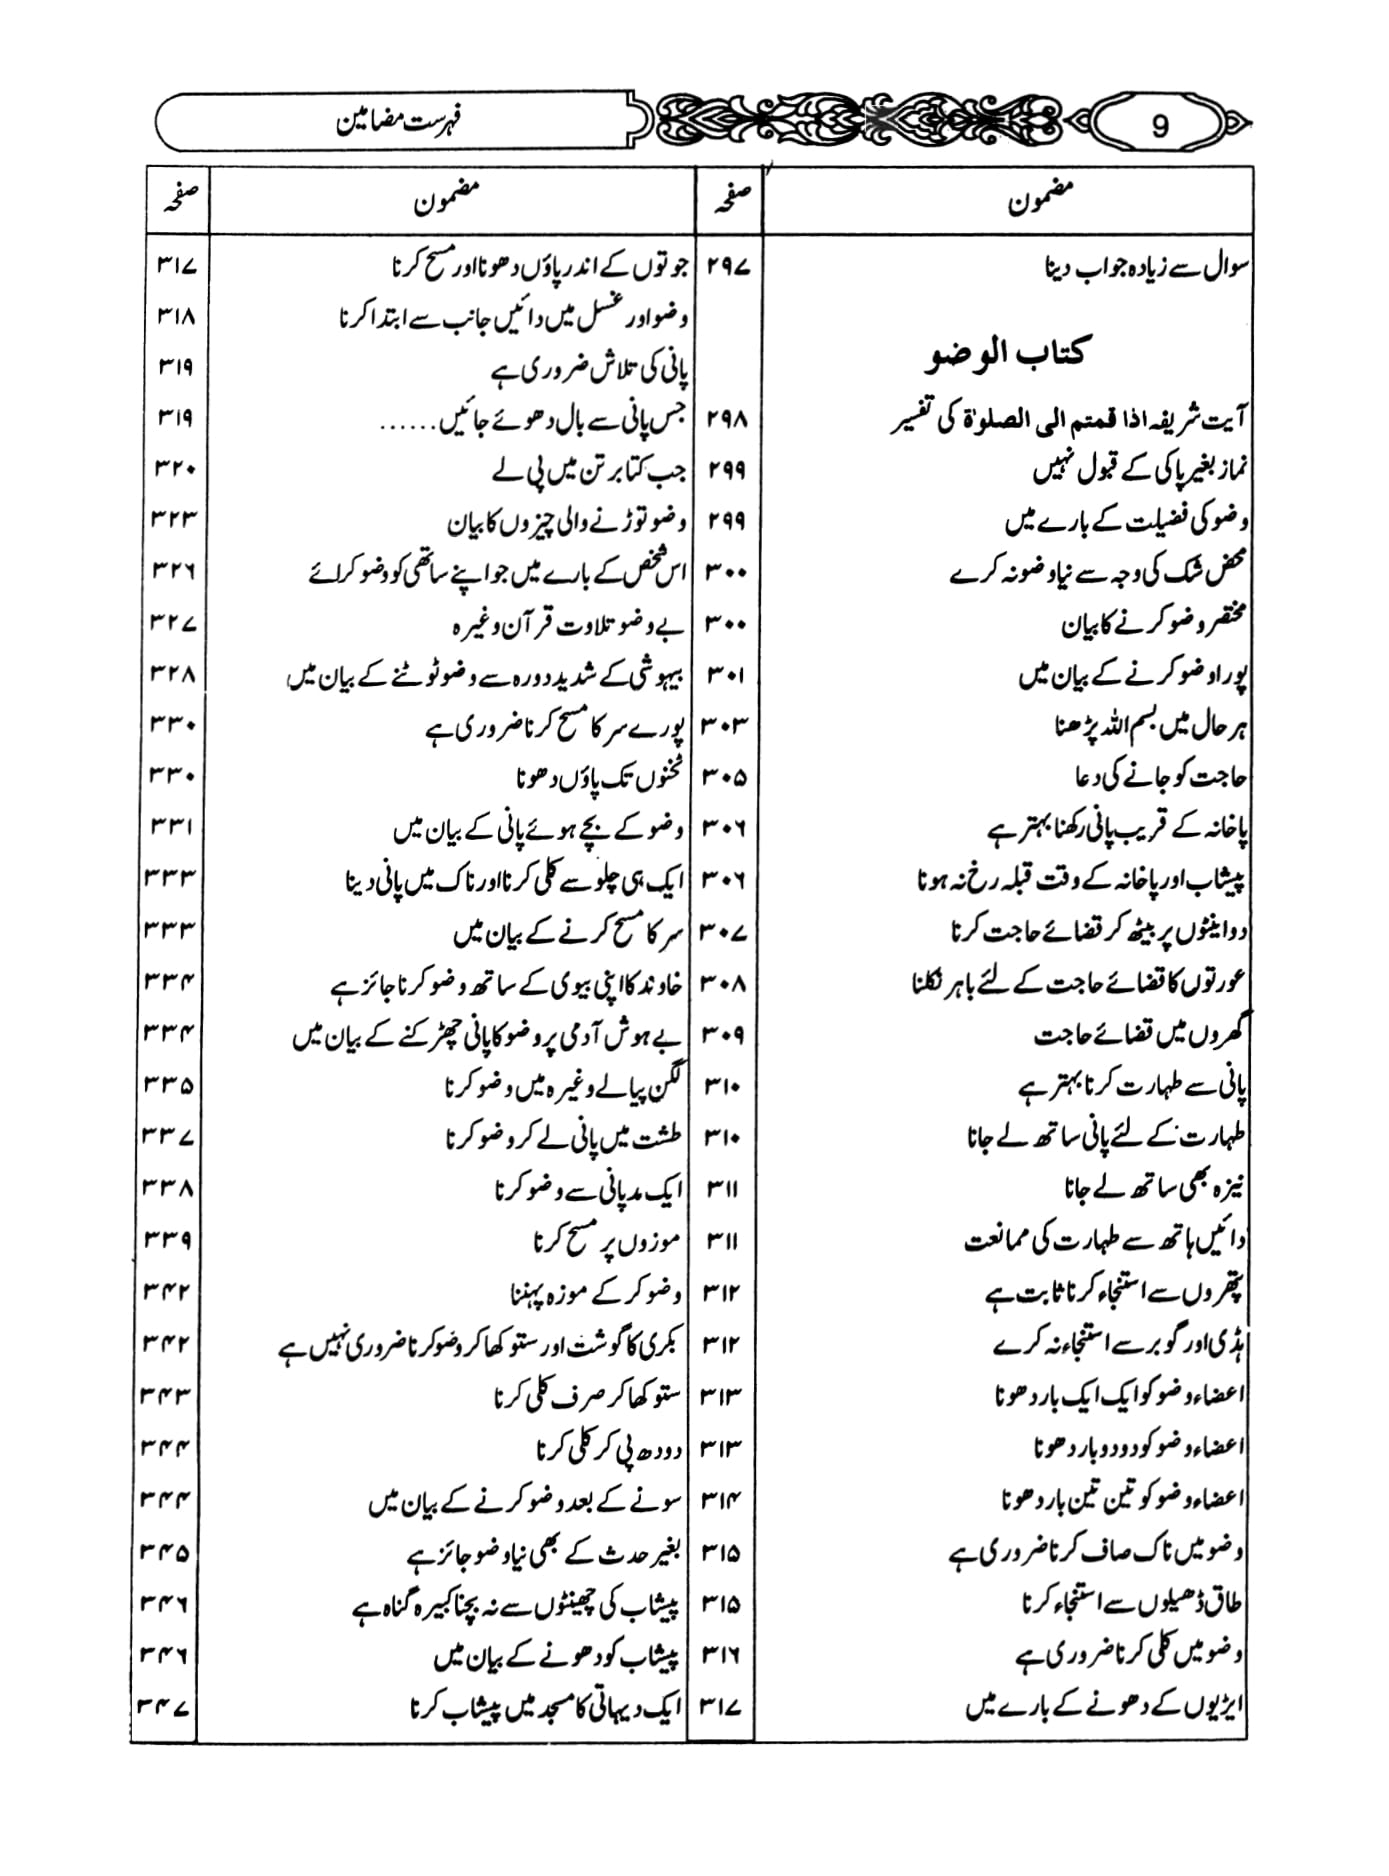 9
فہرست مضامین
مضمون صفحہ
سوال سے زیادہ جواب دینا ۲۹۷
کتاب الوضو
آیت شریفہ اذا قمتم الی الصلوٰۃ کی تفسیر ۲۹۸
نماز بغیر پاکی کے قبول نہیں ۲۹۹
وضو کی فضیلت کے بارے میں ۲۹۹
محض شک کی وجہ سے نیا وضو نہ کرے ۳۰۰
مختصر وضو کرنے کا بیان ۳۰۰
پورا وضو کرنے کے بیان میں ۳۰۱
ہر حال میں بسم اللہ پڑھنا ۳۰۳
حاجت کو جانے کی دعا ۳۰۵
پاخانہ کے قریب پانی رکھنا بہتر ہے ۳۰۶
پیشاب اور پاخانہ کے وقت قبلہ رخ نہ ہونا ۳۰۶
دو اینٹوں پر بیٹھ کر قضائے حاجت کرنا ۳۰۷
عورتوں کا قضائے حاجت کے لئے باہر نکلنا ۳۰۸
گھروں میں قضائے حاجت ۳۰۹
پانی سے طہارت کرنا بہتر ہے ۳۱۰
طہارت کے لئے پانی ساتھ لے جانا ۳۱۰
نیزہ بھی ساتھ لے جانا ۳۱۱
دائیں ہاتھ سے طہارت کی ممانعت ۳۱۱
پتھروں سے استنجاء کرنا ثابت ہے ۳۱۲
ہڈی اور گوبر سے استنجاء نہ کرے ۳۱۲
اعضاء وضو کو ایک ایک بار دھونا ۳۱۳
اعضاء وضو کو دو دو بار دھونا ۳۱۳
اعضاء وضو کو تین تین بار دھونا ۳۱۴
وضو میں ناک صاف کرنا ضروری ہے ۳۱۵
طاق ڈھیلوں سے استنجاء کرنا ۳۱۵
وضو میں کلی کرنا ضروری ہے ۳۱۶
ایڑیوں کے دھونے کے بارے میں ۳۱۷
مضمون صفحہ
جوتوں کے اندر پاؤں دھونا اور مسح کرنا ۳۱۷
وضو اور غسل میں دائیں جانب سے ابتدا کرنا ۳۱۸
پانی کی تلاش ضروری ہے ۳۱۹
جس پانی سے بال دھوئے جائیں...... ۳۱۹
جب کتا برتن میں پی لے ۳۲۰
وضو توڑنے والی چیزوں کا بیان ۳۲۳
اس شخص کے بارے میں جو اپنے ساتھی کو وضو کرائے ۳۲۶
بے وضو تلاوت قرآن وغیرہ ۳۲۷
بیہوشی کے شدید دورہ سے وضو ٹوٹنے کے بیان میں ۳۲۸
پورے سر کا مسح کرنا ضروری ہے ۳۳۰
ٹخنوں تک پاؤں دھونا ۳۳۰
وضو کے بچے ہوئے پانی کے بیان میں ۳۳۱
ایک ہی چلو سے کلی کرنا اور ناک میں پانی دینا ۳۳۳
سر کا مسح کرنے کے بیان میں ۳۳۳
خاوند کا اپنی بیوی کے ساتھ وضو کرنا جائز ہے ۳۳۴
بے ہوش آدمی پر وضو کا پانی چھڑکنے کے بیان میں ۳۳۴
لگن پیالے وغیرہ میں وضو کرنا ۳۳۵
طشت میں پانی لے کر وضو کرنا ۳۳۷
ایک مد پانی سے وضو کرنا ۳۳۸
موزوں پر مسح کرنا ۳۳۹
وضو کر کے موزہ پہننا ۳۴۲
بکری کا گوشت اور ستو کھا کر وضو کرنا ضروری نہیں ہے ۳۴۲
ستو کھا کر صرف کلی کرنا ۳۴۳
دودھ پی کر کلی کرنا ۳۴۴
سونے کے بعد وضو کرنے کے بیان میں ۳۴۴
بغیر حدث کے بھی نیا وضو جائز ہے ۳۴۵
پیشاب کی چھینٹوں سے نہ بچنا کبیرہ گناہ ہے ۳۴۶
پیشاب کو دھونے کے بیان میں ۳۴۶
ایک دیہاتی کا مسجد میں پیشاب کرنا ۳۴۷